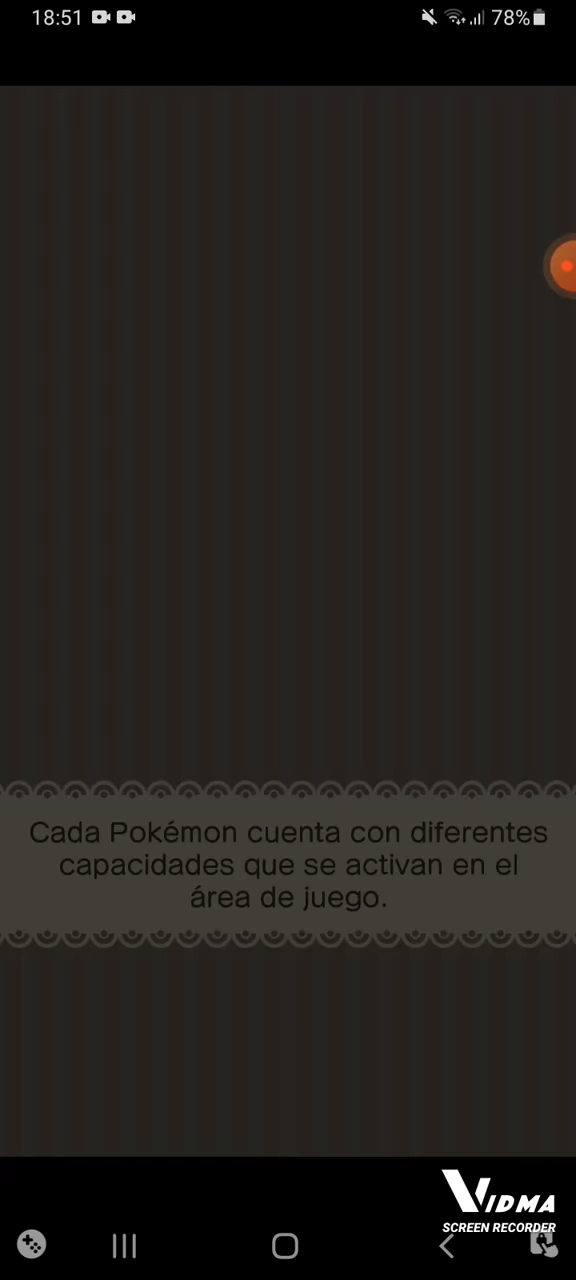 18:51
78%
Cada Pokémon cuenta con diferentes
capacidades que se activan en el
área de juego.
VIDMA
SCREEN RECORDER